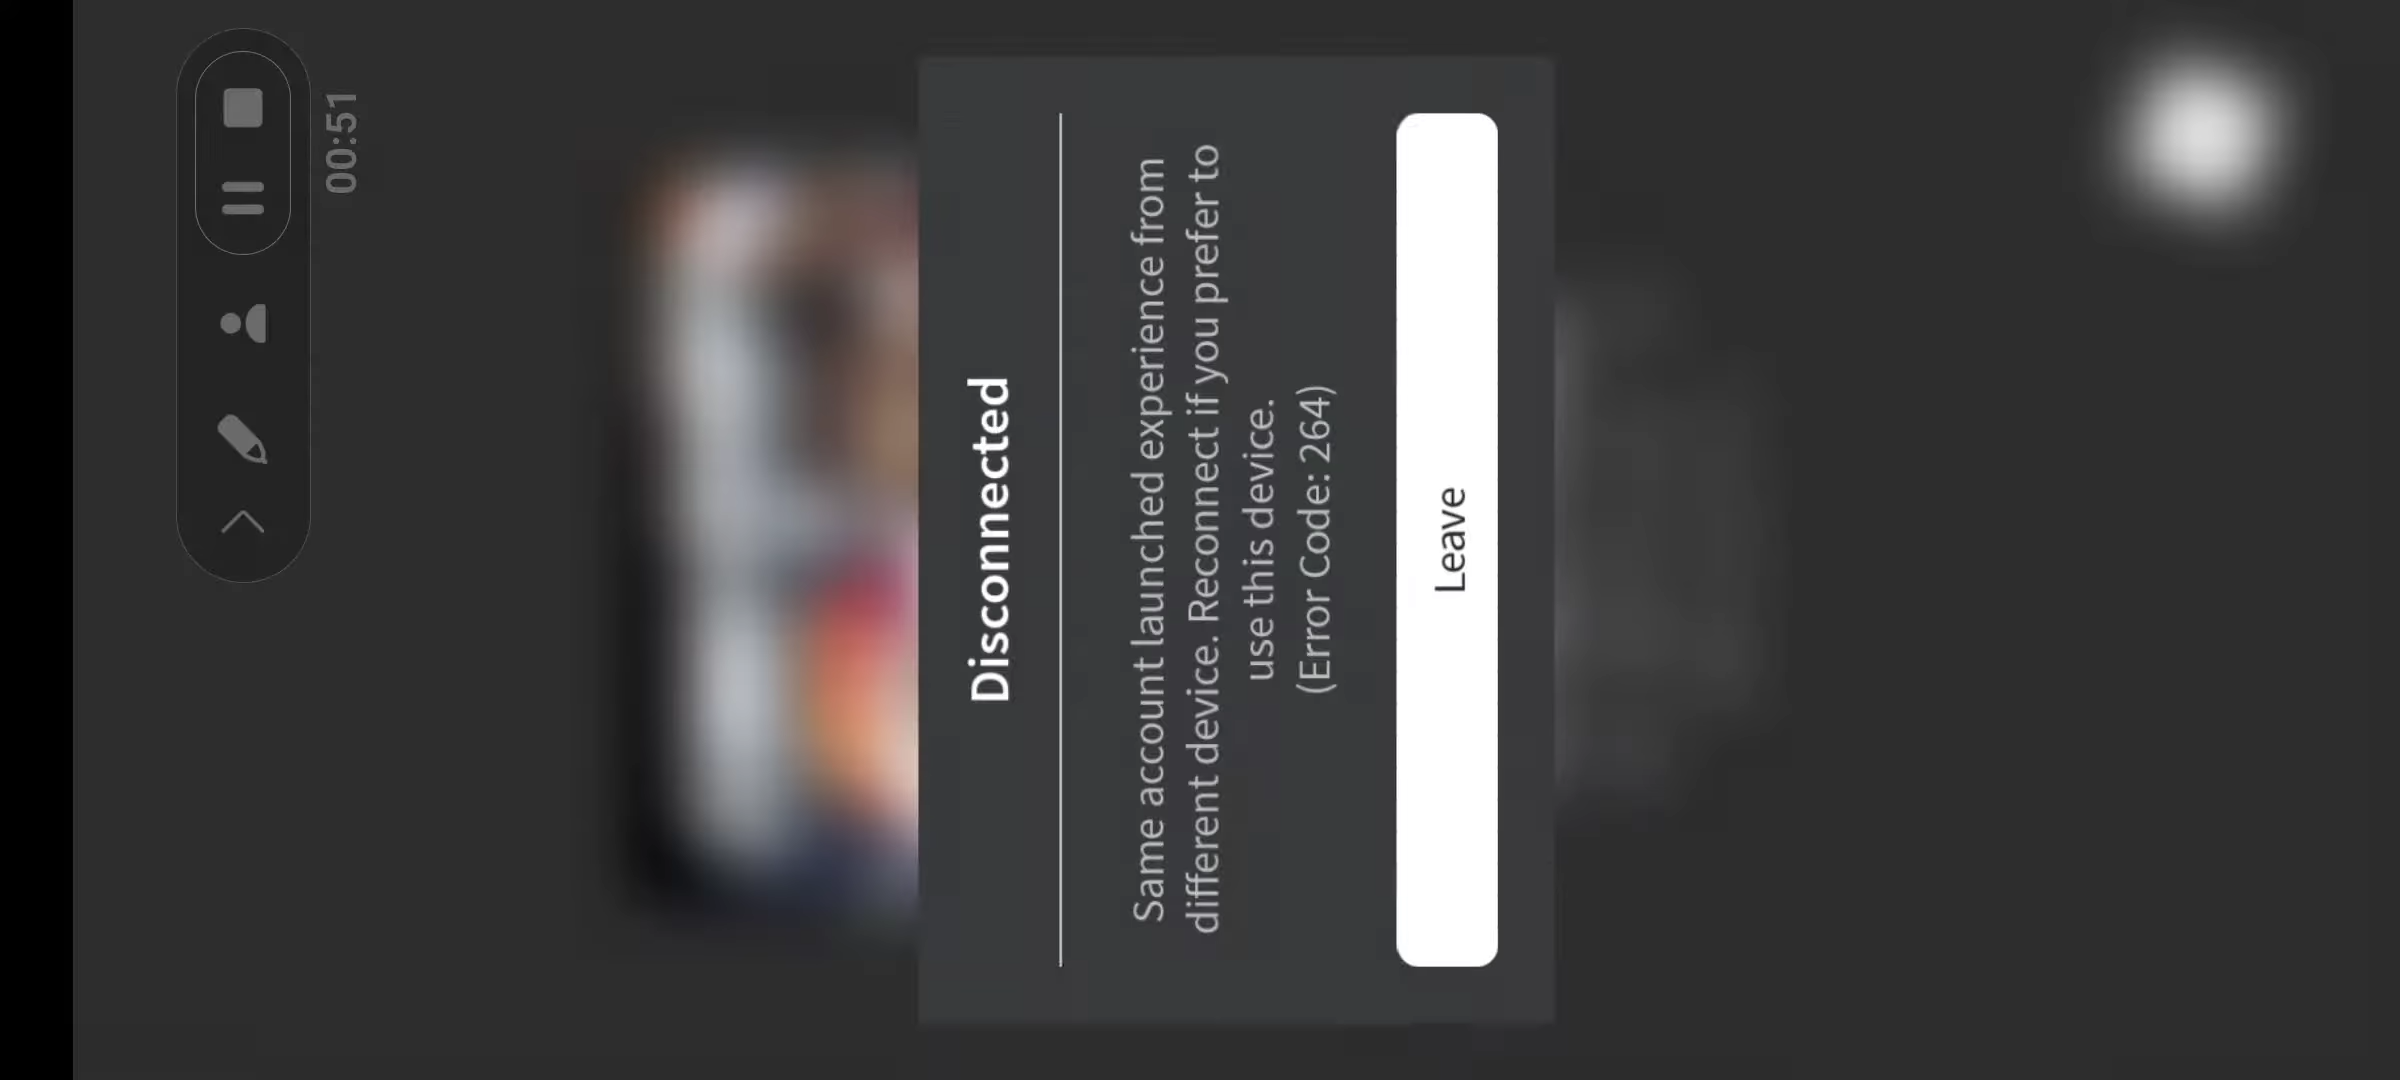 00:51
Disconnected
Same account launched experience from
different device. Reconnect if you prefer to
use this device.
(Error Code: 264)
Leave